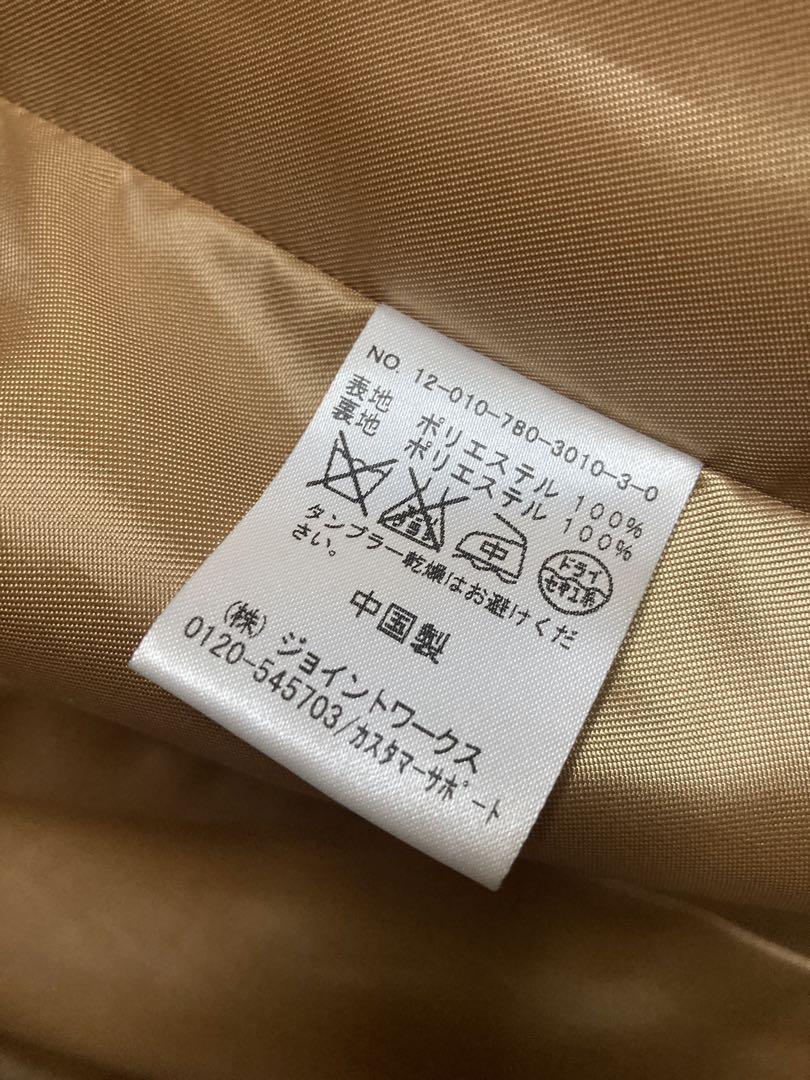 NO. 12-010-780-3010-3-0
表地 ポリエステル 100%
裏地 ポリエステル 100%
中 ドライ セキユ系
タンブラー乾燥はお避けくだ
さい。
中国製
(株) ジョイントワークス
0120-545703/カスタマーサポート